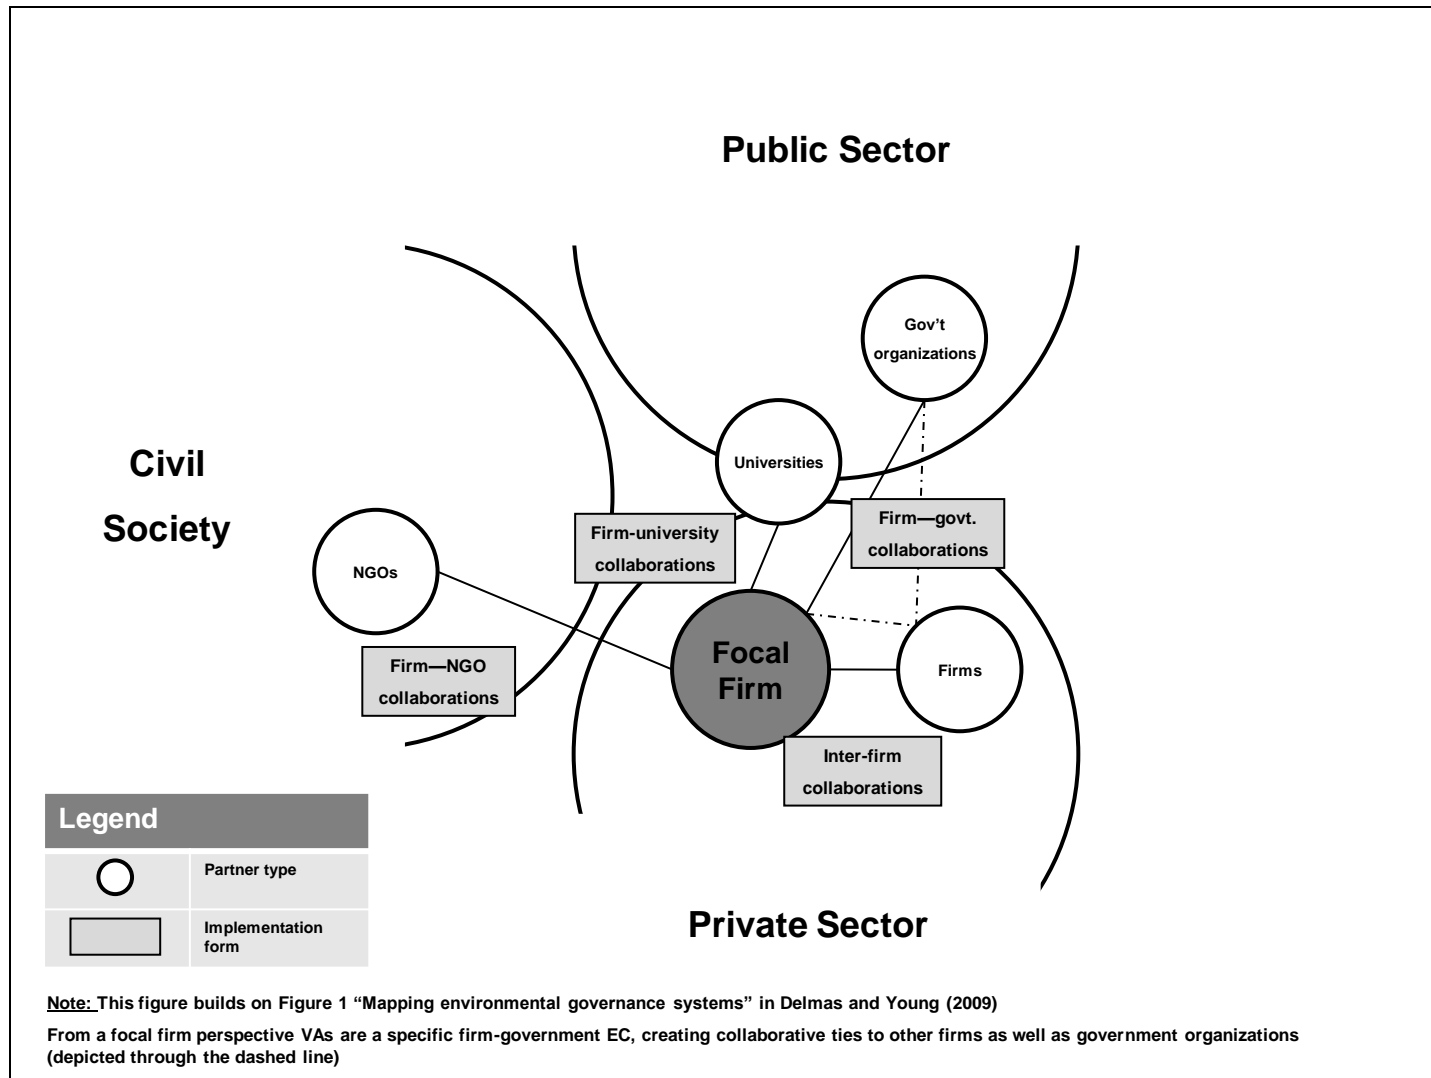 Public Sector
Gov't
organizations
Universities
Civil
Society
Firm-university
collaborations
Firm—govt.
collaborations
NGOs
Focal
Firm
Firms
Firm—NGO
collaborations
Inter-firm
collaborations
Legend
Partner type
Implementation
form
Private Sector
Note: This figure builds on Figure 1 “Mapping environmental governance systems” in Delmas and Young (2009)
From a focal firm perspective VAs are a specific firm-government EC, creating collaborative ties to other firms as well as government organizations
(depicted through the dashed line)